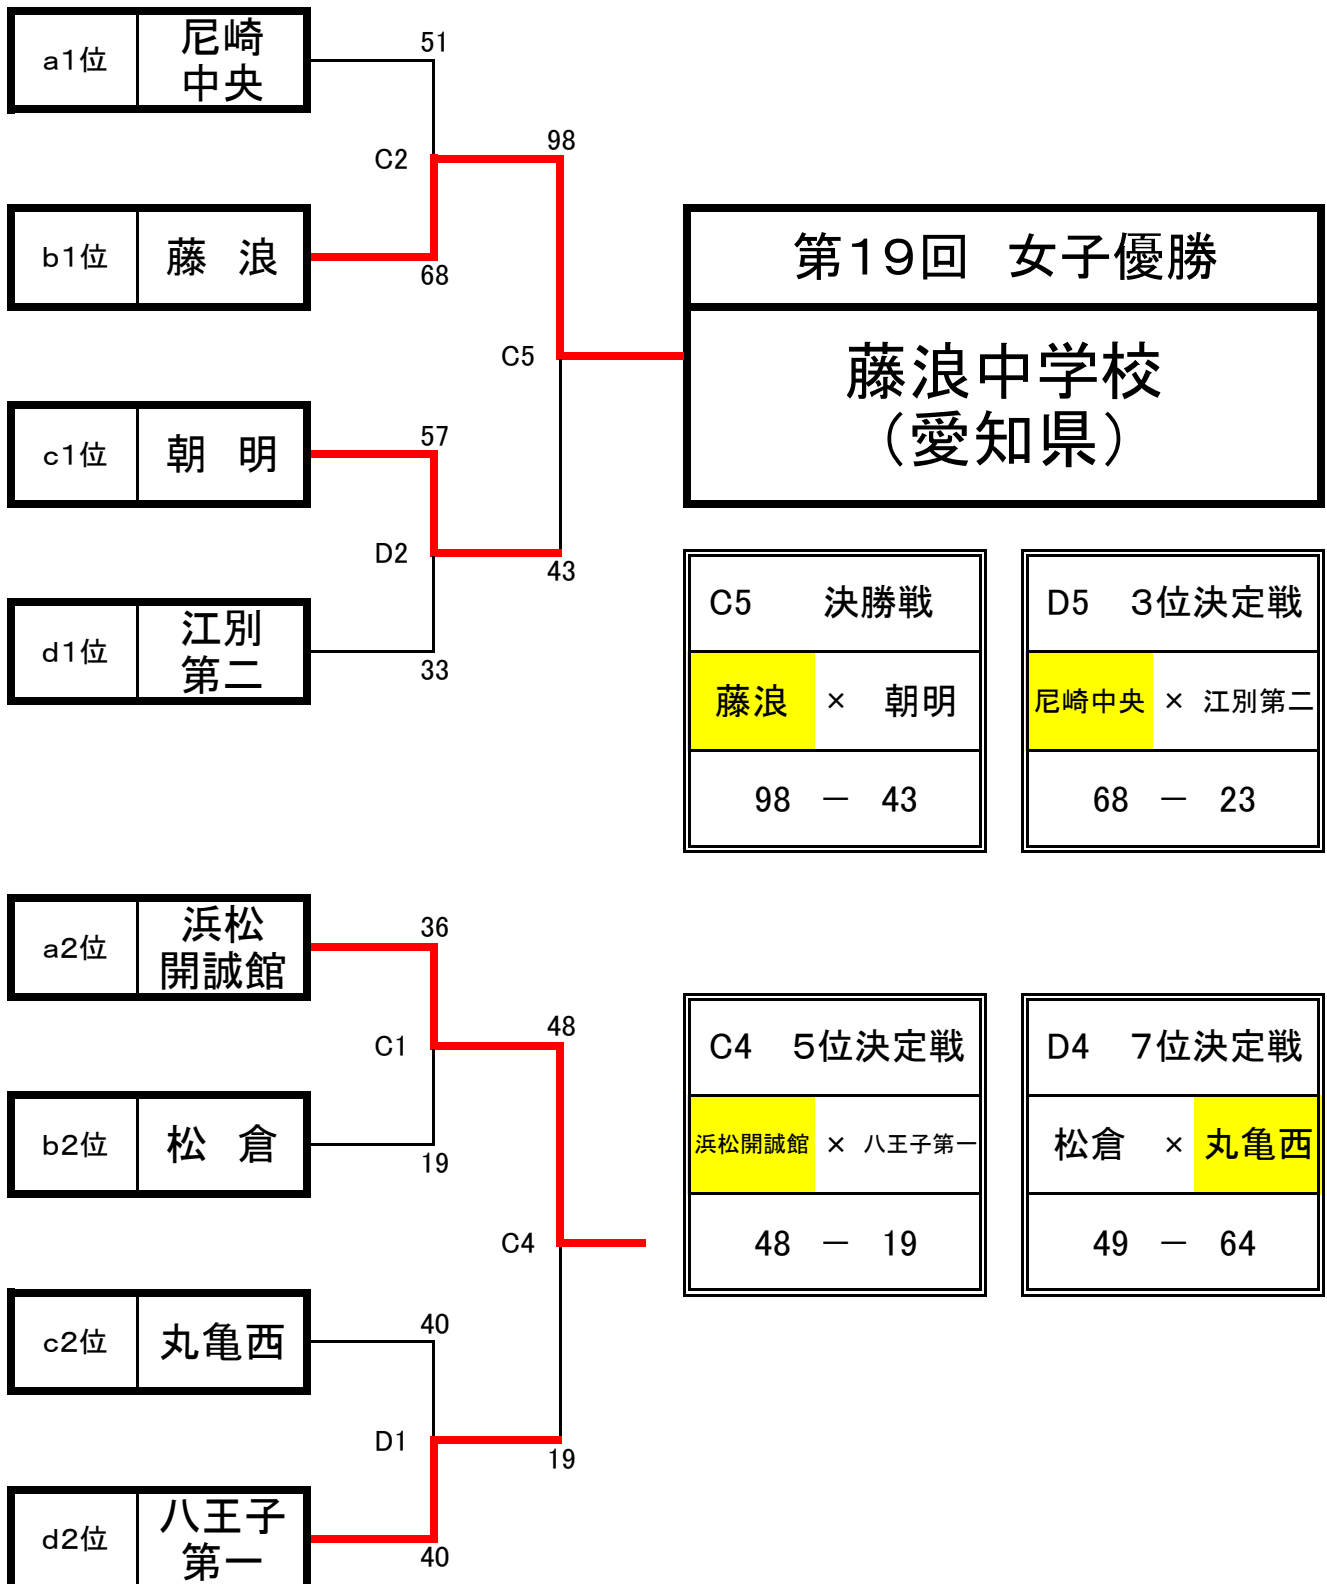 51
a1位 尼崎
中央
98
C2
b1位 藤 浪
68
第19回 女子優勝
藤浪中学校
(愛知県)
C5
57
c1位 朝 明
D2
43
d1位 江別
第二
33
C5 決勝戦
藤浪 × 朝明
98 － 43
D5 3位決定戦
尼崎中央 × 江別第二
68 － 23
36
a2位 浜松
開誠館
48
C1
b2位 松 倉
19
C4
40
c2位 丸亀西
D1
19
d2位 八王子
第一
40
C4 5位決定戦
浜松開誠館 × 八王子第一
48 － 19
D4 7位決定戦
松倉 × 丸亀西
49 － 64